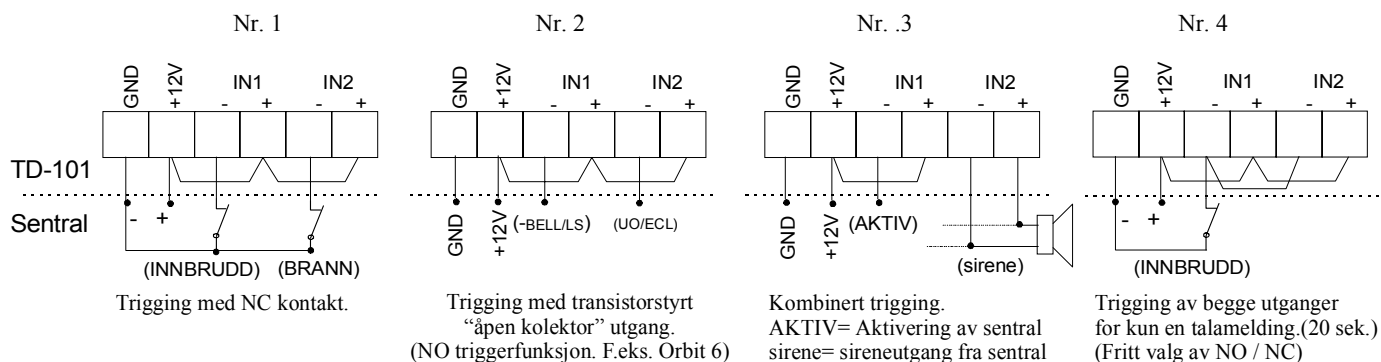 Nr. 1
Nr. 2
Nr. .3
Nr. 4
GND +12V IN1 - + IN2 - +
GND +12V IN1 - + IN2 - +
GND +12V IN1 - + IN2 - +
GND +12V IN1 - + IN2 - +
TD-101
Sentral
- +
(INNBRUDD) (BRANN)
Trigging med NC kontakt.
GND +12V (-BELL/LS) (UO/ECL)
Trigging med transistorstyrt
“åpen kolektor” utgang.
(NO triggerfunksjon. F.eks. Orbit 6)
GND +12V (AKTIV)
(sirene)
Kombinert trigging.
AKTIV= Aktivering av sentral
sirene= sireneutgang fra sentral
- +
(INNBRUDD)
Trigging av begge utganger
for kun en talamelding.(20 sek.)
(Fritt valg av NO / NC)